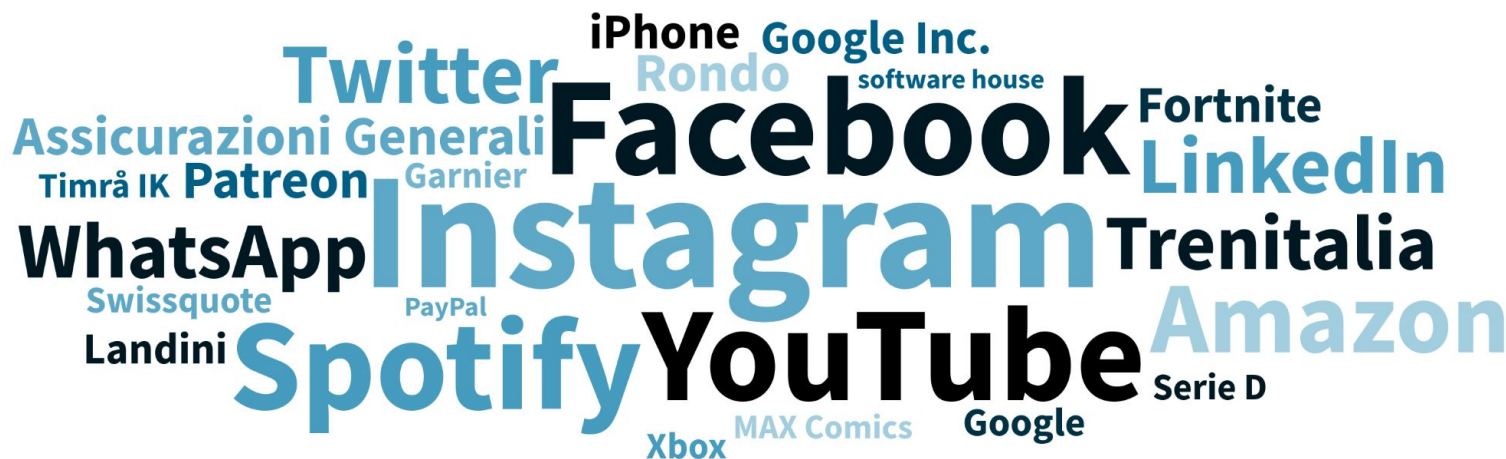 iPhone
Google Inc.
Twitter
Rondo
software house
Facebook
Fortnite
Assicurazioni Generali
LinkedIn
Timrå IK
Patreon
Garnier
Instagram
WhatsApp
Trenitalia
Swissquote
PayPal
Amazon
Landini
Spotify
YouTube
Serie D
MAX Comics
Google
Xbox